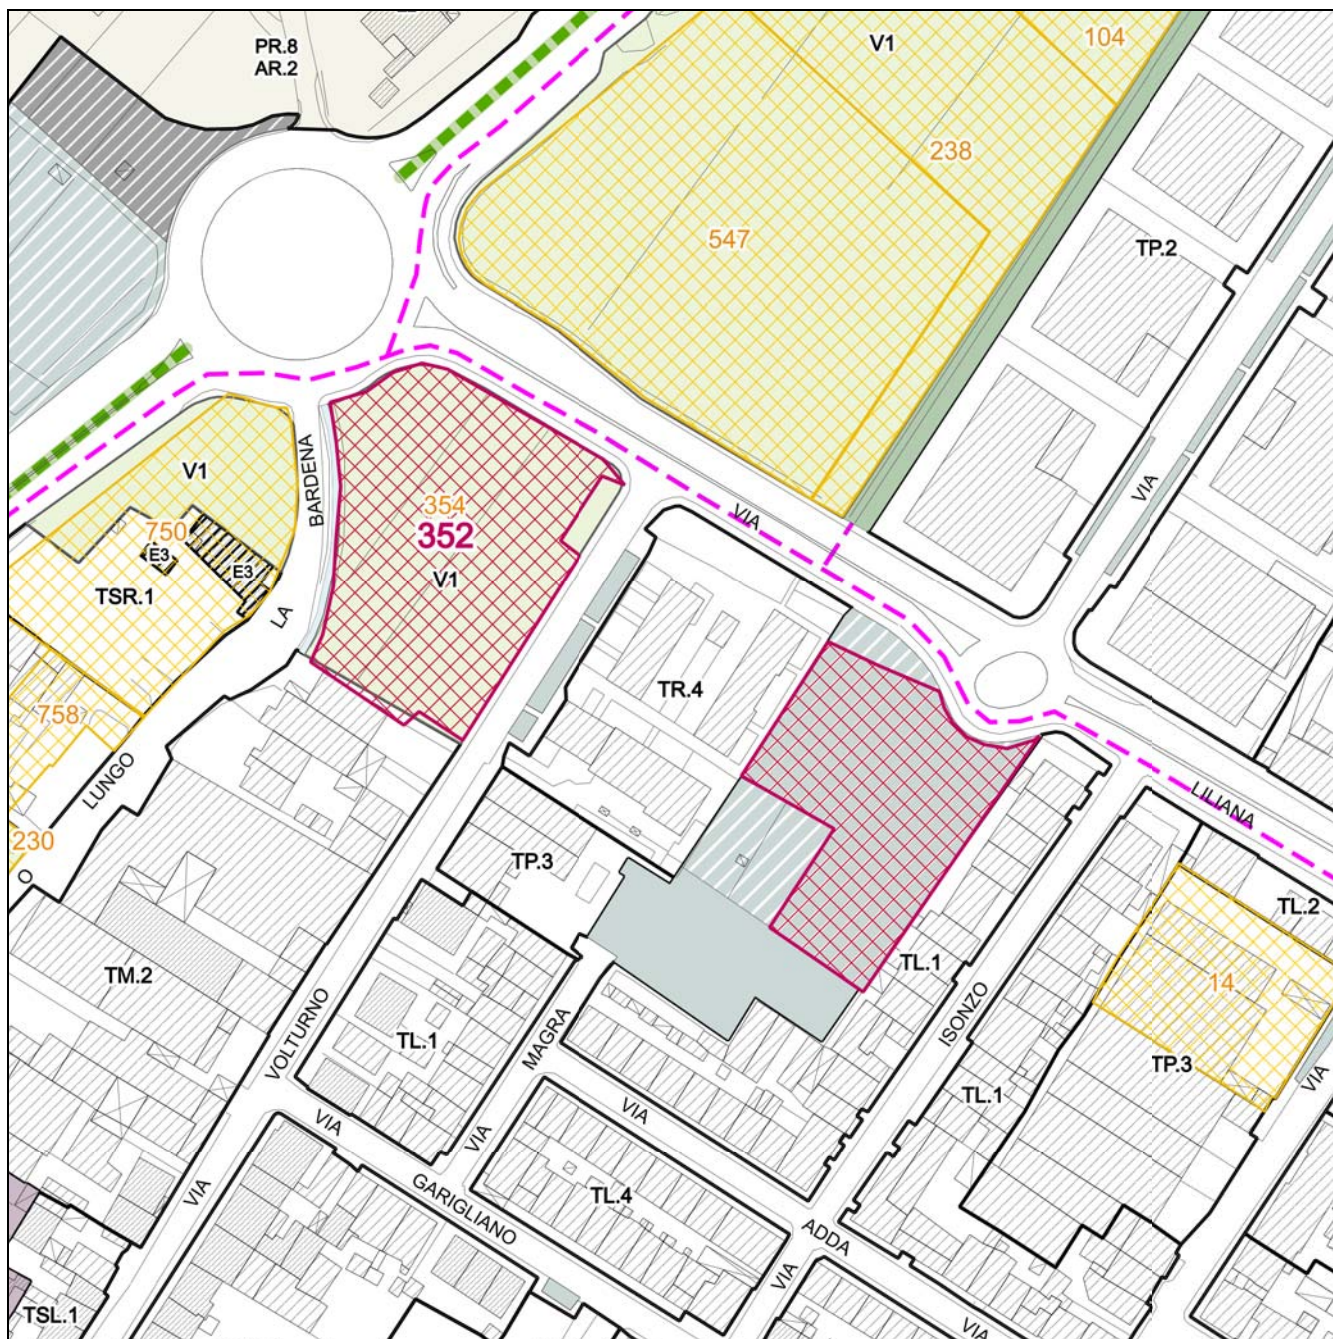 PR.8
AR.2
V1
104
238
547
TP.2
V1
BARDENA
354
352
V1
750
E3
E3
TSR.1
LA
VIA
VIA
TR.4
758
LUNGO
230
TP.3
LILIANA
TL.2
TL.1
14
TM.2
VOLTURNO
TL.1
MAGRA
ISONZO
TP.3
VIA
TL.1
VIA
VIA
VIA
VIA
GARIGLIANO
TL.4
ADDA
VIA
VIA
TSL.1